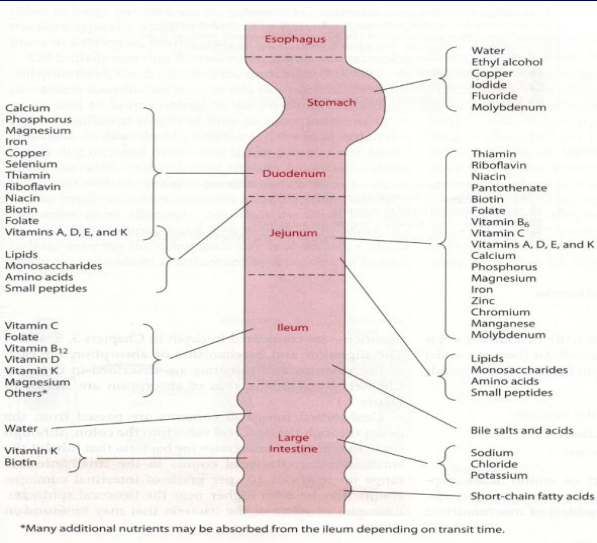 Esophagus
Stomach
Water
Ethyl alcohol
Copper
Iodide
Fluoride
Molybdenum
Calcium
Phosphorus
Magnesium
Iron
Copper
Selenium
Thiamin
Riboflavin
Niacin
Biotin
Folate
Vitamins A, D, E, and K
Lipids
Monosaccharides
Amino acids
Small peptides
Duodenum
Jejunum
Thiamin
Riboflavin
Niacin
Pantothenate
Biotin
Folate
Vitamin B6
Vitamin C
Vitamins A, D, E, and K
Calcium
Phosphorus
Magnesium
Iron
Zinc
Chromium
Manganese
Molybdenum
Lipids
Monosaccharides
Amino acids
Small peptides
Vitamin C
Folate
Vitamin B12
Vitamin D
Vitamin K
Magnesium
Others*
Ileum
Bile salts and acids
Water
Vitamin K
Biotin
Large
Intestine
Sodium
Chloride
Potassium
Short-chain fatty acids
*Many additional nutrients may be absorbed from the ileum depending on transit time.